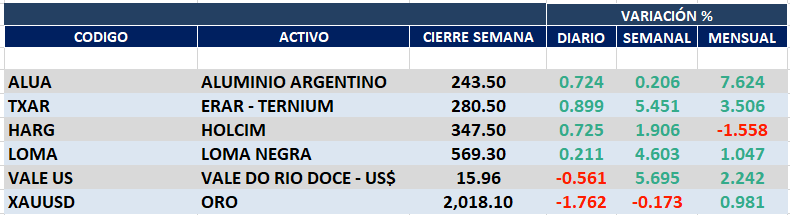 VARIACIÓN %
CODIGO ACTIVO CIERRE SEMANA DIARIO SEMANAL MENSUAL
ALUA ALUMINIO ARGENTINO 243.50 0.724 0.206 7.624
TXAR ERAR - TERNIUM 280.50 0.899 5.451 3.506
HARG HOLCIM 347.50 0.725 1.906 -1.558
LOMA LOMA NEGRA 569.30 0.211 4.603 1.047
VALE US VALE DO RIO DOCE - US$ 15.96 -0.561 5.695 2.242
XAUUSD ORO 2,018.10 -1.762 -0.173 0.981